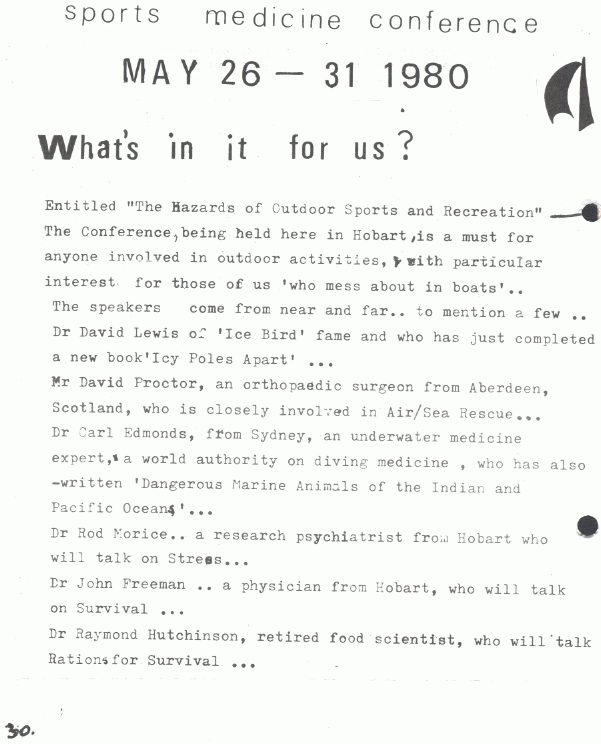 sports medicine conference
MAY 26 — 31 1980
What's in it for us?
Entitled "The Hazards of Outdoor Sports and Recreation" —
The Conference,being held here in Hobart,is a must for
anyone involved in outdoor activities, with particular
interest for those of us 'who mess about in boats'..
The speakers come from near and far.. to mention a few ..
Dr David Lewis of 'Ice Bird' fame and who has just completed
a new book'Icy Poles Apart' ...
Mr David Proctor, an orthopaedic surgeon from Aberdeen,
Scotland, who is closely involved in Air/Sea Rescue...
Dr Carl Edmonds, from Sydney, an underwater medicine
expert, a world authority on diving medicine , who has also
-written 'Dangerous Marine Animals of the Indian and
Pacific Oceans'...
Dr Rod Morice.. a research psychiatrist from Hobart who
will talk on Stress...
Dr John Freeman .. a physician from Hobart, who will talk
on Survival ...
Dr Raymond Hutchinson, retired food scientist, who will talk
Rations for Survival ...
30.